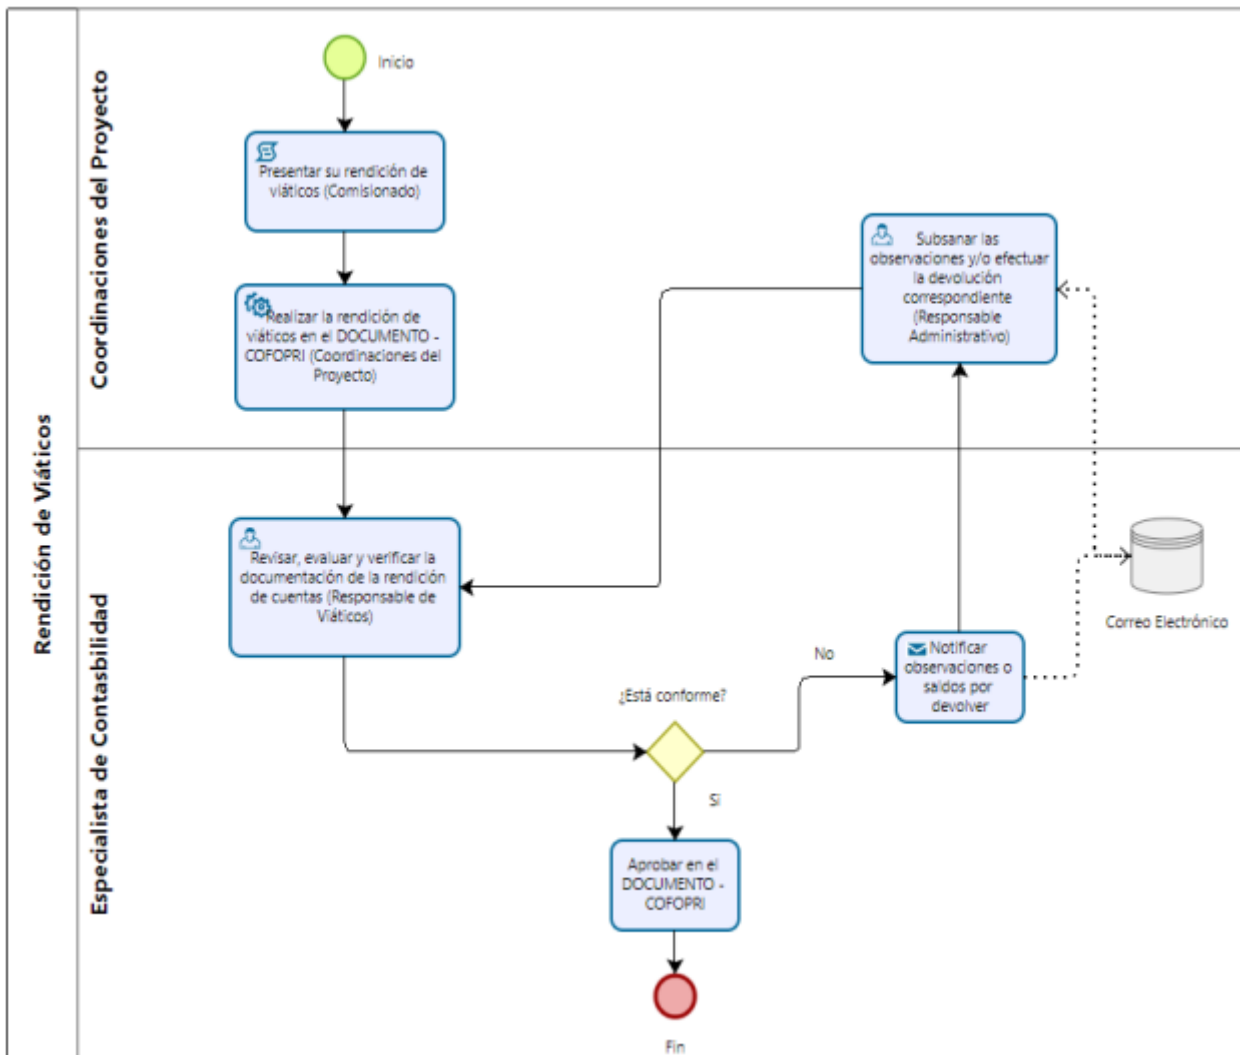 Rendición de Viáticos
Coordinaciones del Proyecto
Inicio
Presentar su rendición de
viáticos (Comisionado)
Realizar la rendición de
viáticos en el DOCUMENTO -
COFOPRI (Coordinaciones del
Proyecto)
Subsanar las
observaciones y/o efectuar
la devolución
correspondiente
(Responsable
Administrativo)
Especialista de Contasbilidad
Revisar, evaluar y verificar la
documentación de la rendición
de cuentas (Responsable de
Viáticos)
¿Está conforme?
No
Notificar
observaciones o
saldos por
devolver
Correo Electrónico
Si
Aprobar en el
DOCUMENTO -
COFOPRI
Fin